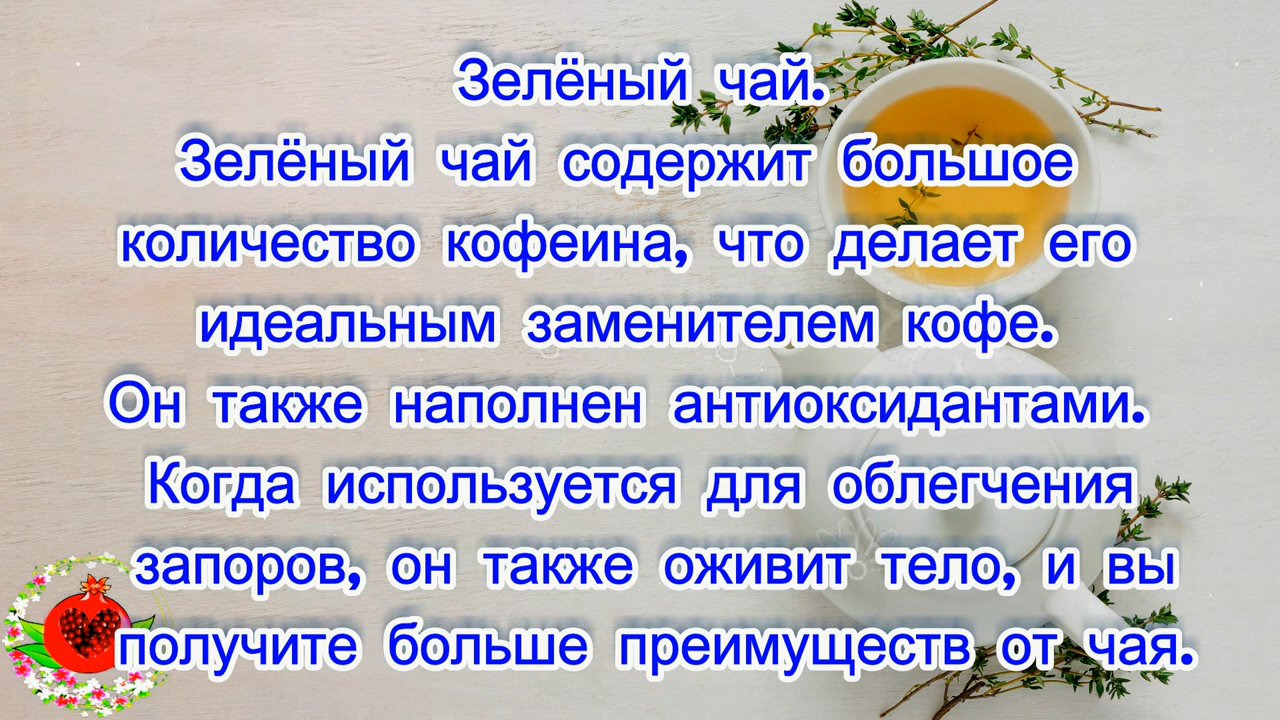 Зелёный чай.
Зелёный чай содержит большое
количество кофеина, что делает его
идеальным заменителем кофе.
Он также наполнен антиоксидантами.
Когда используется для облегчения
запоров, он также оживит тело, и вы
получите больше преимуществ от чая.